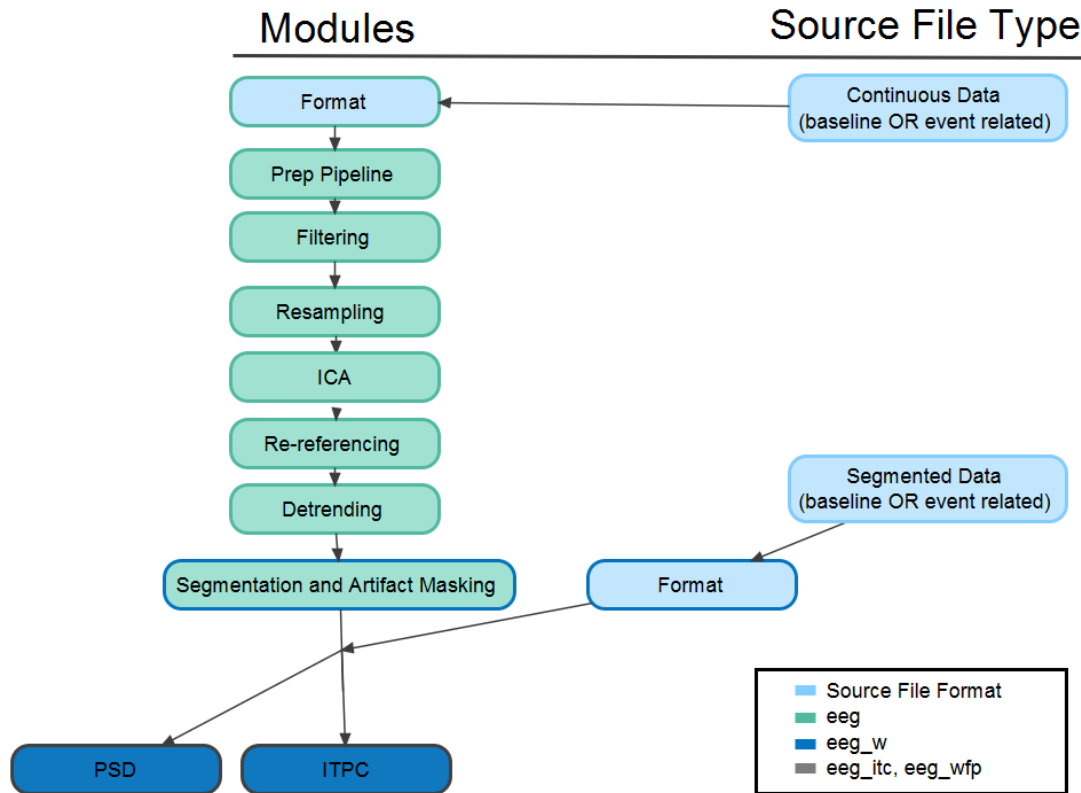 Modules
Source File Type
Format
Continuous Data
(baseline OR event related)
Prep Pipeline
Filtering
Resampling
ICA
Re-referencing
Detrending
Segmented Data
(baseline OR event related)
Segmentation and Artifact Masking
Format
PSD
ITPC
Source File Format
eeg
eeg_w
eeg_itc, eeg_wfp